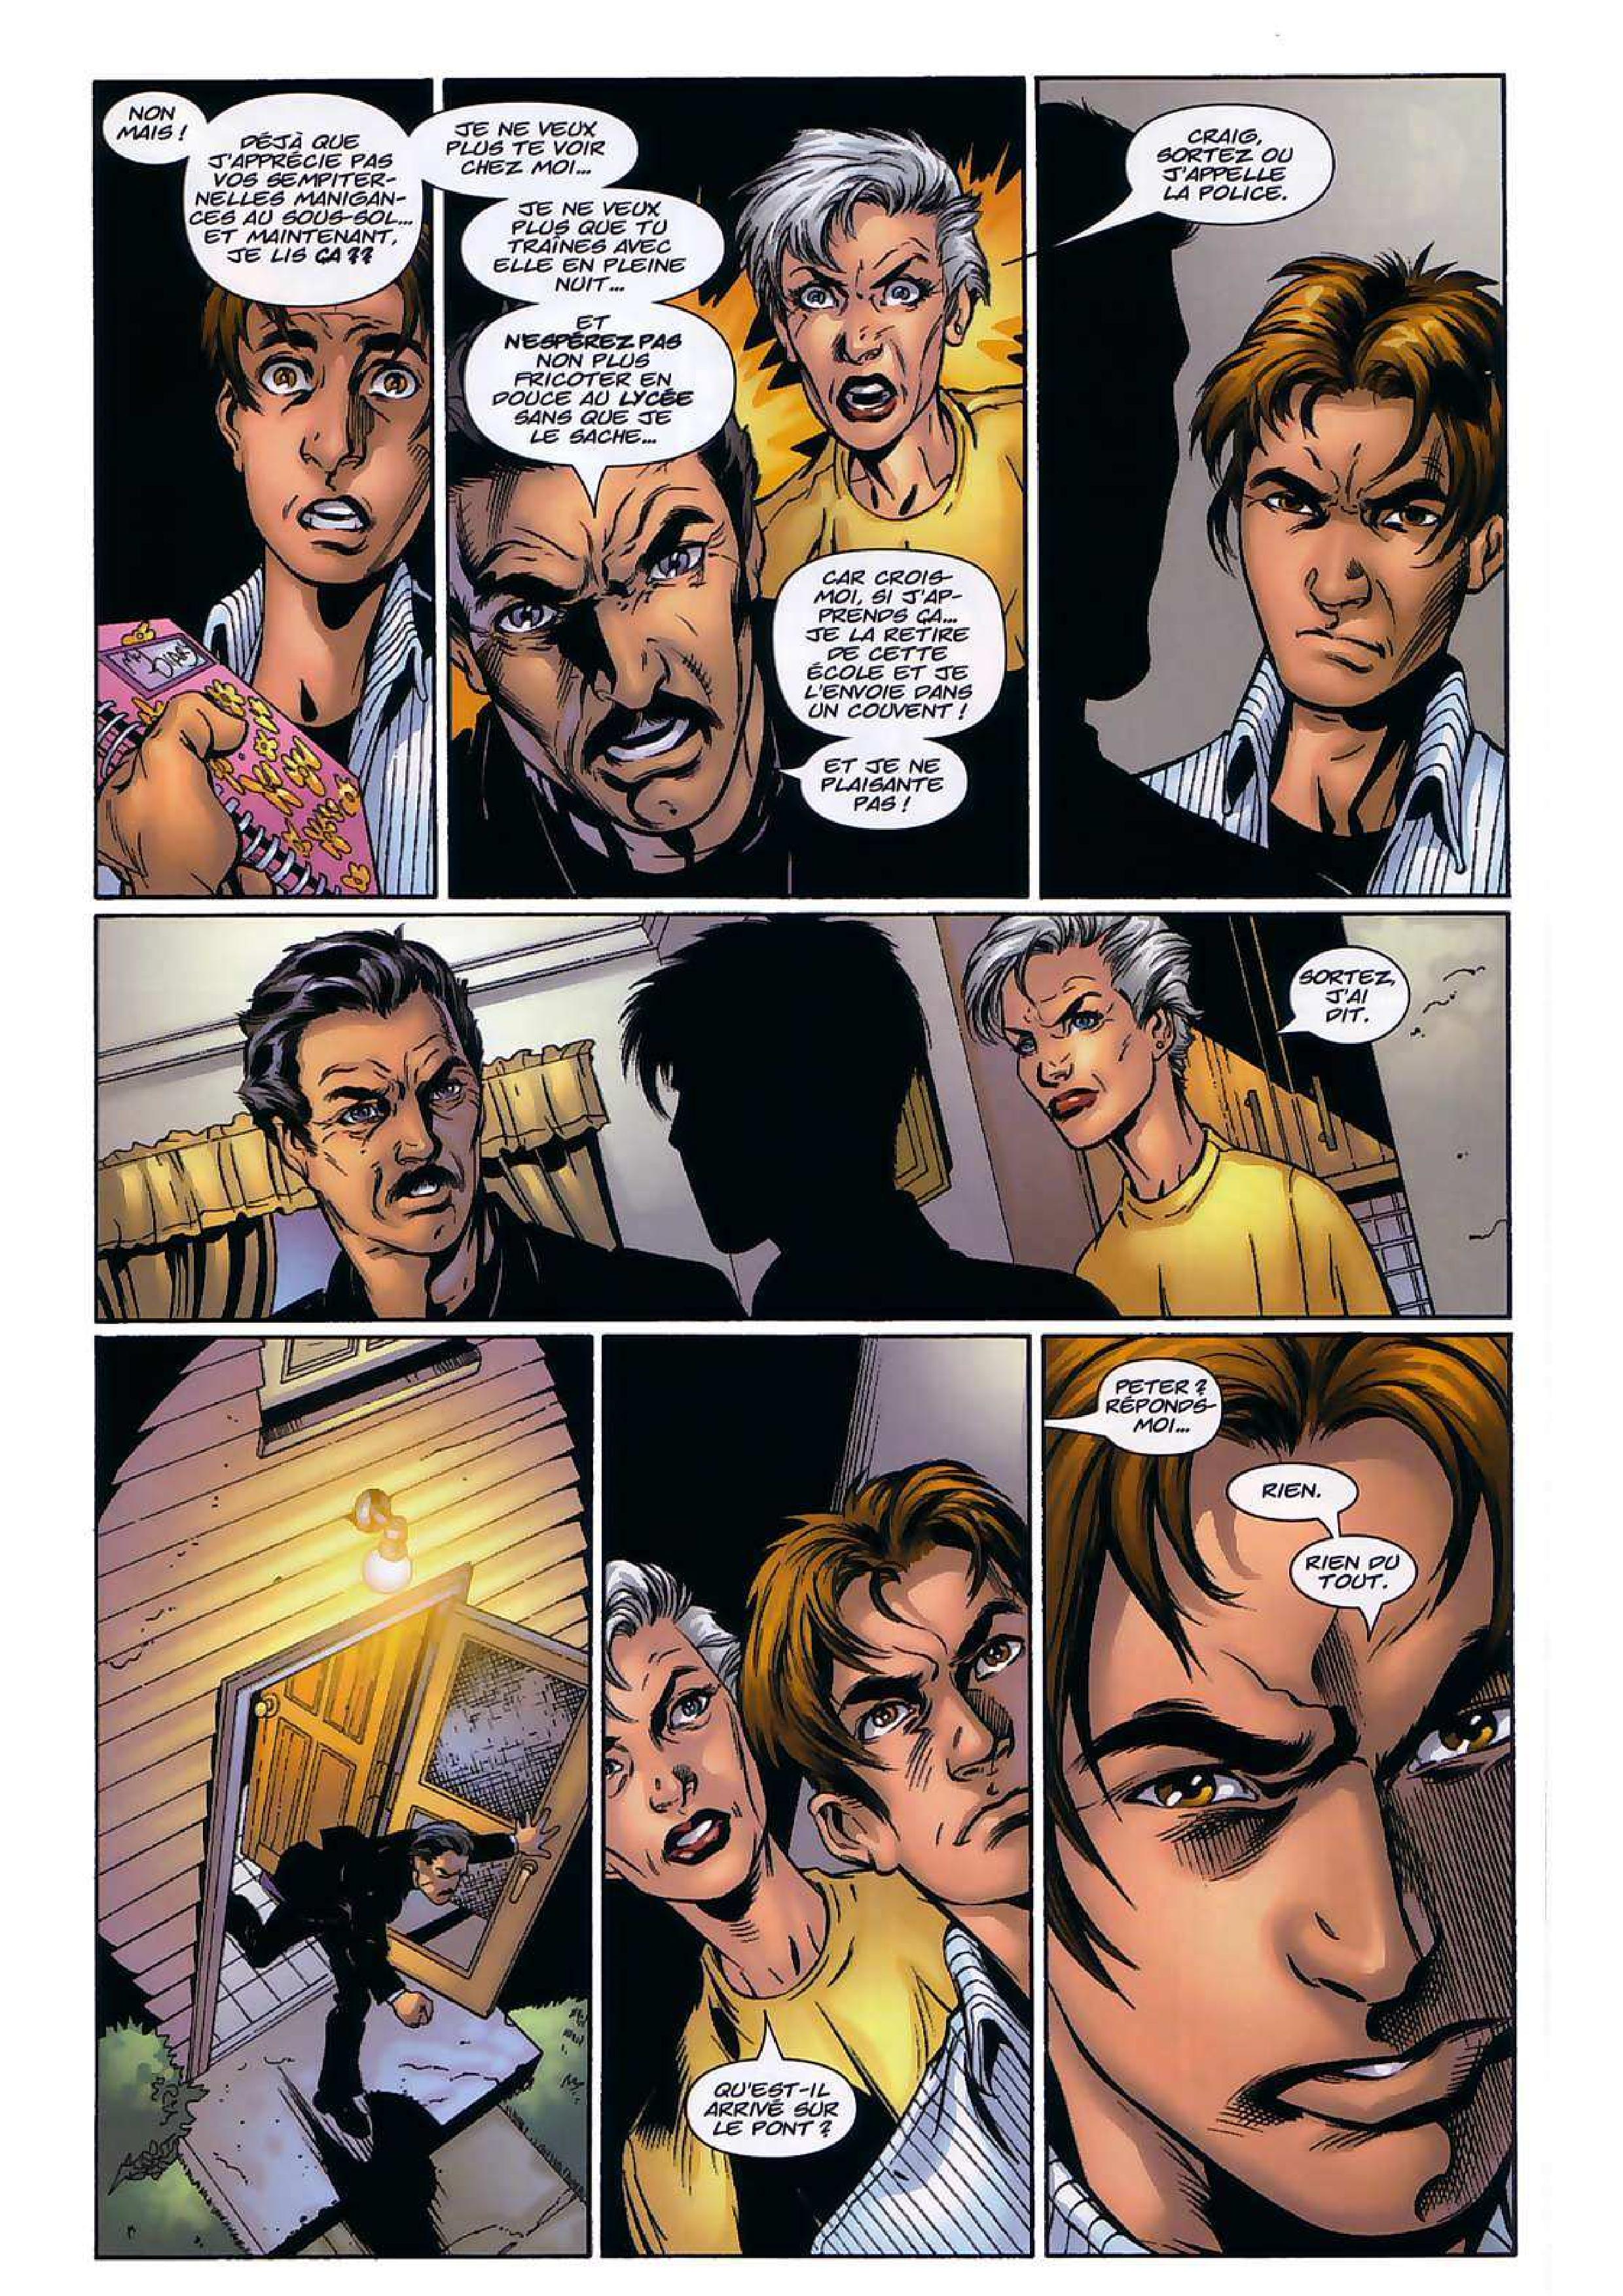 NON
MAIS !
DÉJÀ QUE
J'APPRÉCIE PAS
VOS SEMPITER-
NELLES MANIGAN-
CES AU SOUS-SOL...
ET MAINTENANT,
JE LIS ÇA ??
MY
DIARY
JE NE VEUX
PLUS TE VOIR
CHEZ MOI...
JE NE VEUX
PLUS QUE TU
TRAÎNES AVEC
ELLE EN PLEINE
NUIT...
ET
N'ESPÉREZ PAS
NON PLUS
FRICOTER EN
DOUCE AU LYCÉE
SANS QUE JE
LE SACHE...
CAR CROIS-
MOI, SI J'AP-
PRENDS ÇA...
JE LA RETIRE
DE CETTE
ÉCOLE ET JE
L'ENVOIE DANS
UN COUVENT !
ET JE NE
PLAISANTE
PAS !
CRAIG,
SORTEZ OU
J'APPELLE
LA POLICE.
SORTEZ,
J'AI
DIT.
QU'EST-IL
ARRIVÉ SUR
LE PONT ?
PETER ?
RÉPONDS-
MOI...
RIEN.
RIEN DU
TOUT.